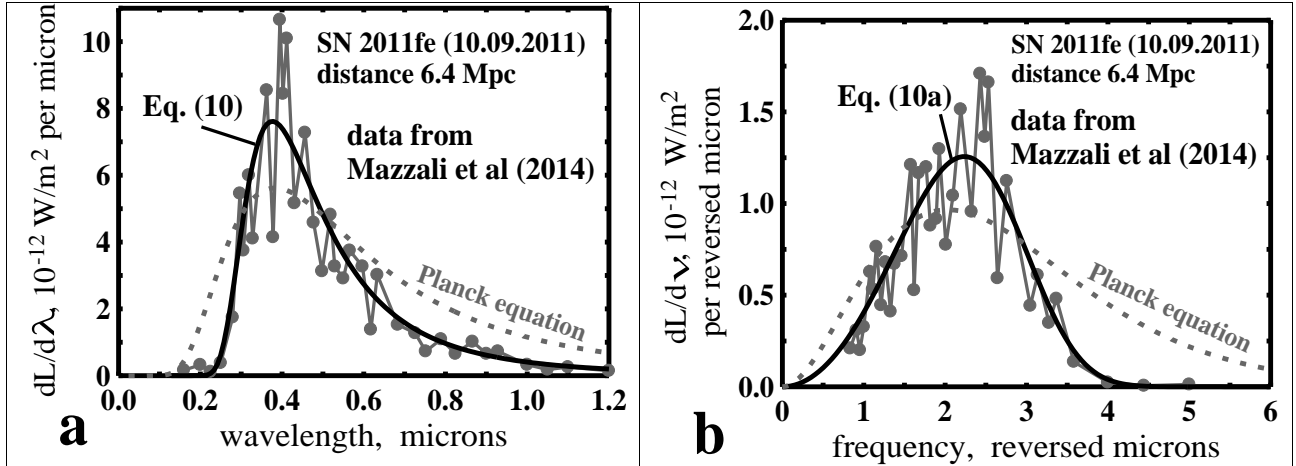 SN 2011fe (10.09.2011)
distance 6.4 Mpc
Eq. (10)
data from
Mazzali et al (2014)
Planck equation
dL/dλ, 10-12 W/m2 per micron
10
8
6
4
2
0
0.0 0.2 0.4 0.6 0.8 1.0 1.2
wavelength, microns
a
SN 2011fe (10.09.2011)
distance 6.4 Mpc
Eq. (10a)
data from
Mazzali et al (2014)
Planck equation
dL/dν, 10-12 W/m2
per reversed micron
2.0
1.5
1.0
0.5
0.0
0 1 2 3 4 5 6
frequency, reversed microns
b